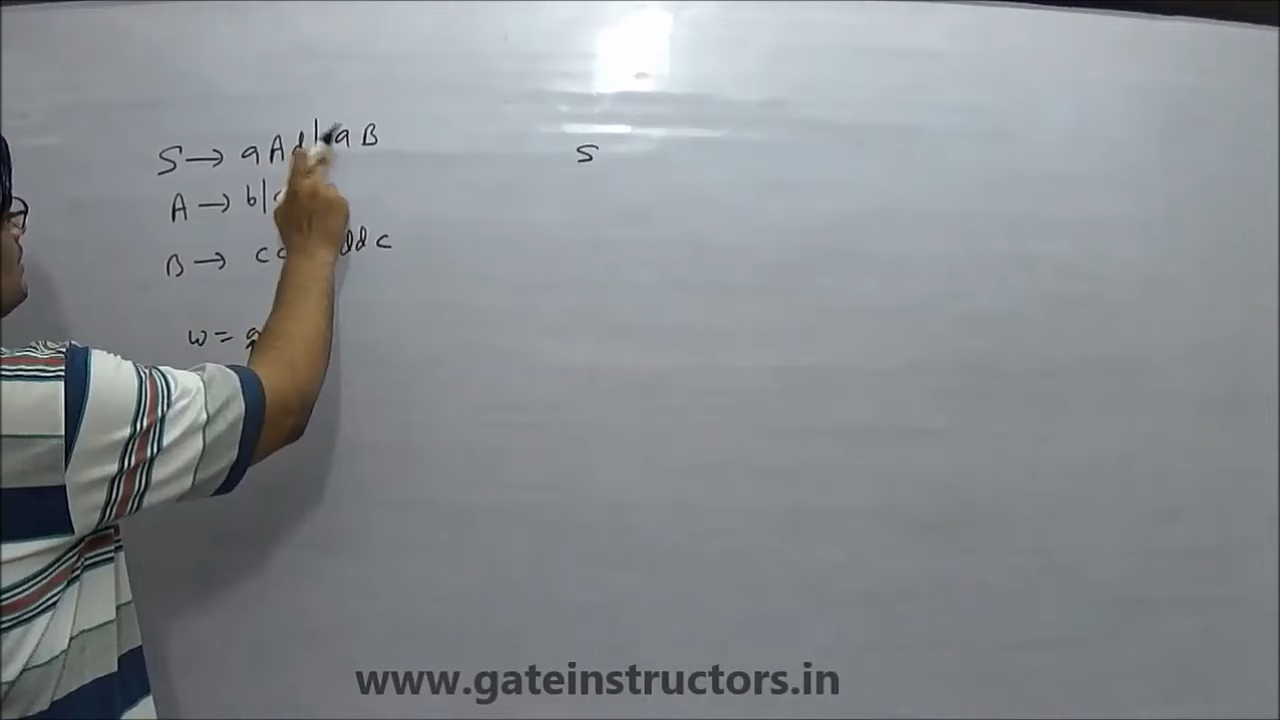 S → aAd | aB
S
A → b|
B → cc ddc
w = a
www.gateinstructors.in